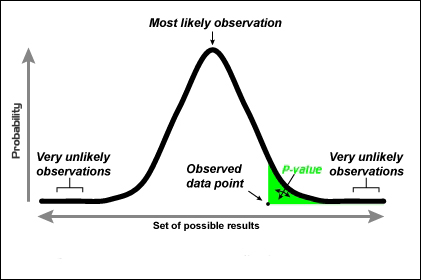 Most likely observation
Probability
Very unlikely
observations
Observed
data point
P-value
Very unlikely
observations
Set of possible results